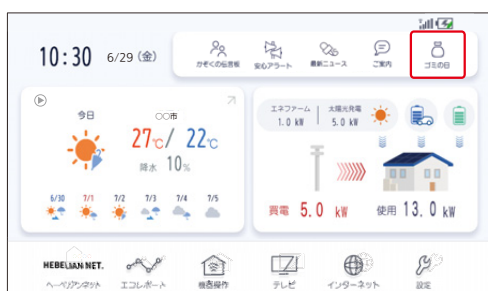 10:30 6/29 (金)
かぞくの伝言板 安心アラート 最新ニュース ご案内 ゴミの日
今日 ○○市
27℃/ 22℃
降水 10%
6/30 7/1 7/2 7/3 7/4 7/5
エネファーム 太陽光発電
1.0 kW 5.0 kW
買電 5.0 kW 使用 13.0 kW
HEBELIAN NET.
ヘーベリアンネット エコレポート 機器操作 テレビ インターネット 設定